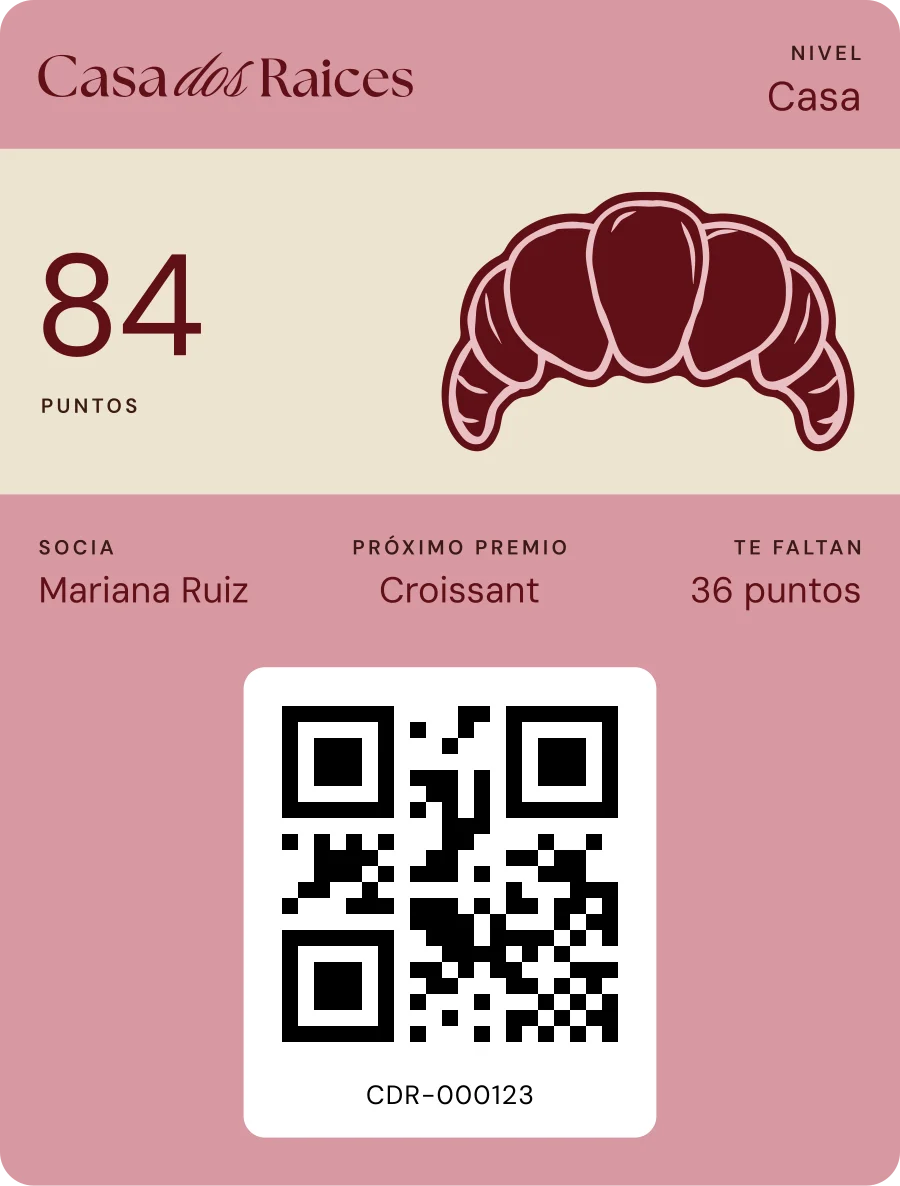 Casa dos Raices
NIVEL
Casa
84
PUNTOS
SOCIA
Mariana Ruiz
PRÓXIMO PREMIO
Croissant
TE FALTAN
36 puntos
CDR-000123